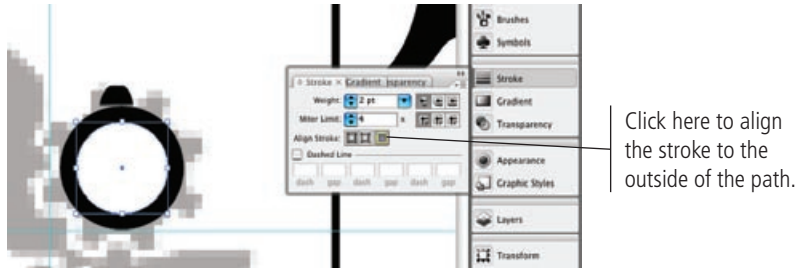 Brushes
Symbols
Stroke
Gradient
Transparency
Appearance
Graphic Styles
Layers
Transform
Stroke × Gradient sparency
Weight: 2 pt
Miter Limit: 4 x
Align Stroke:
Dashed Line
dash gap dash gap dash gap
Click here to align
the stroke to the
outside of the path.